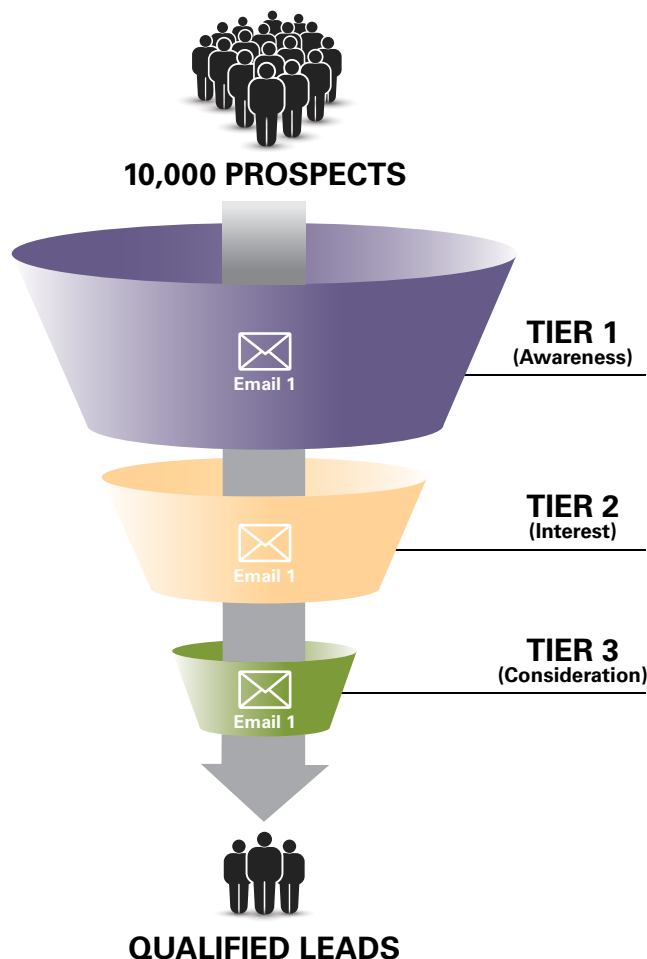 10,000 PROSPECTS
TIER 1
(Awareness)
Email 1
TIER 2
(Interest)
Email 1
TIER 3
(Consideration)
Email 1
QUALIFIED LEADS